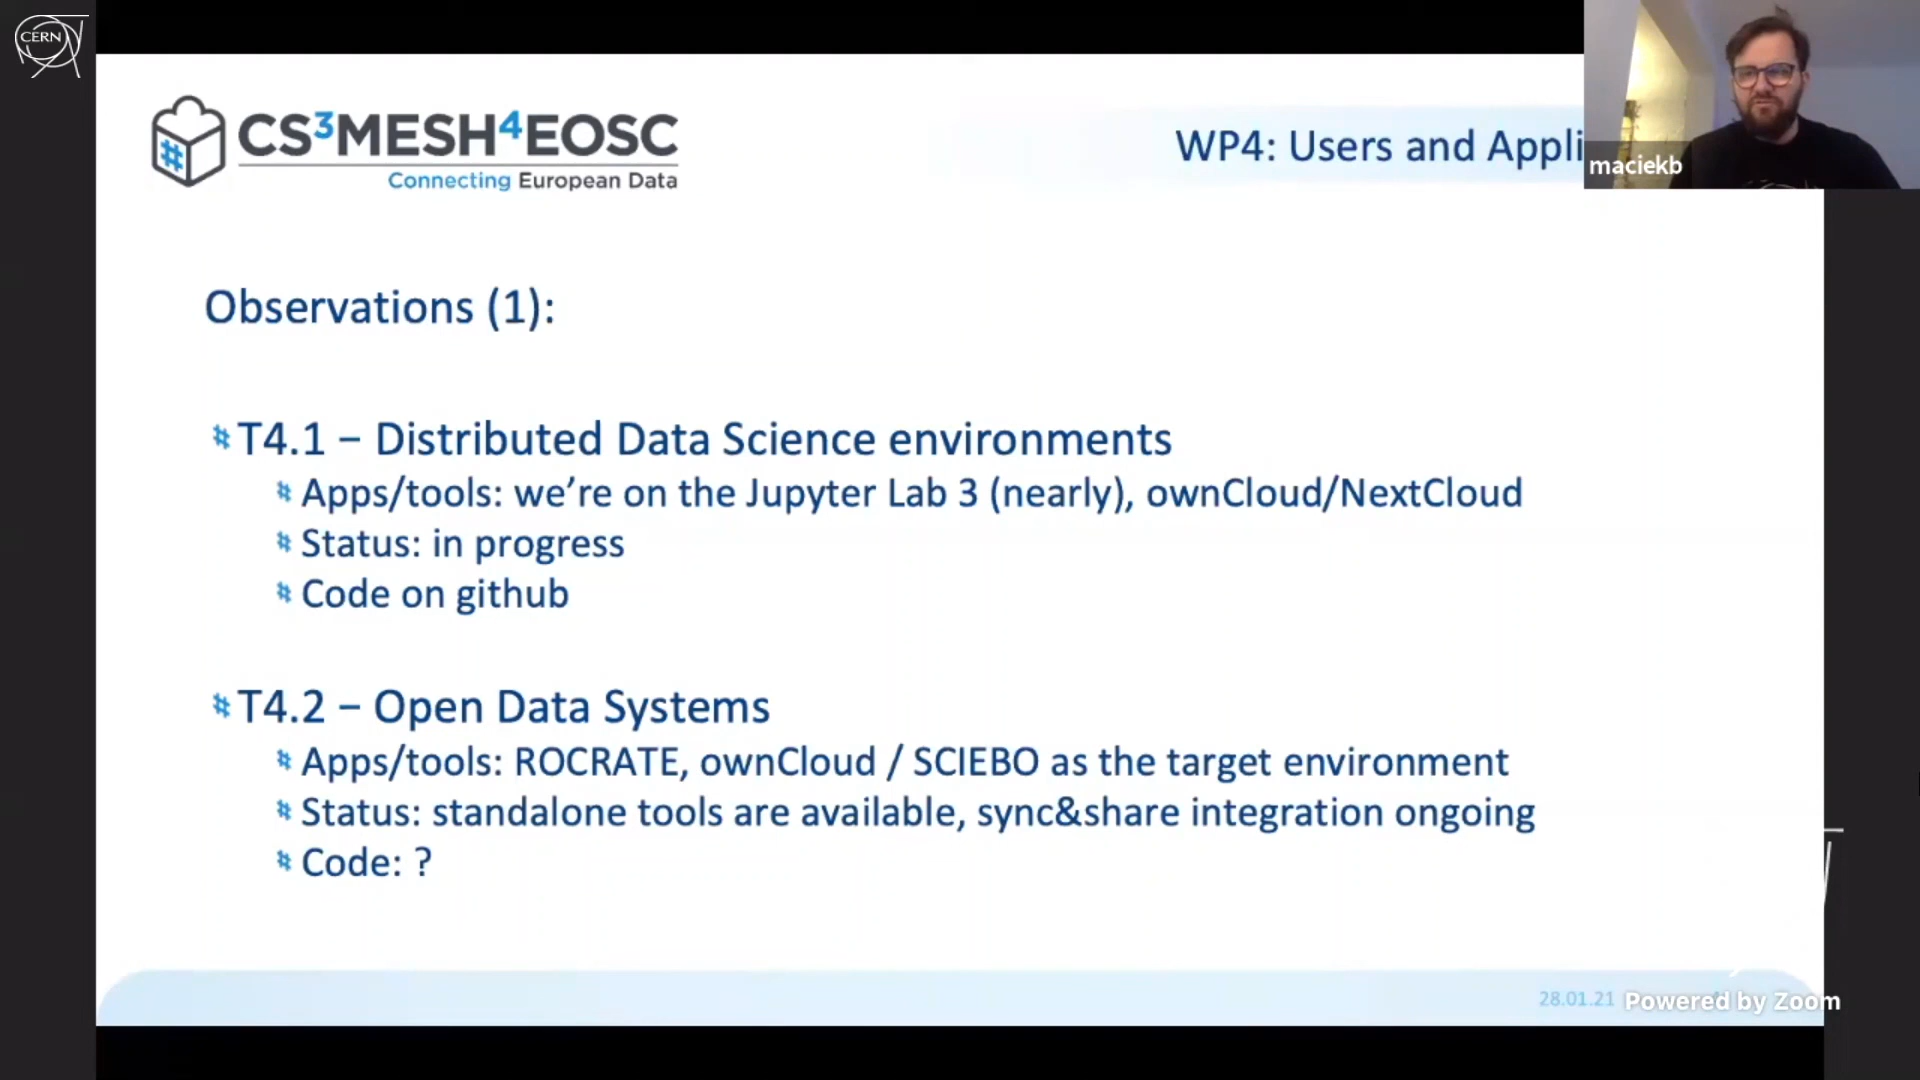 CERN
CS3MESH4EOSC
Connecting European Data
WP4: Users and Appli
maciekb
Observations (1):
# T4.1 – Distributed Data Science environments
# Apps/tools: we're on the Jupyter Lab 3 (nearly), ownCloud/NextCloud
# Status: in progress
# Code on github
# T4.2 – Open Data Systems
# Apps/tools: ROCRATE, ownCloud / SCIEBO as the target environment
# Status: standalone tools are available, sync&share integration ongoing
# Code: ?
28.01.21
Powered by Zoom